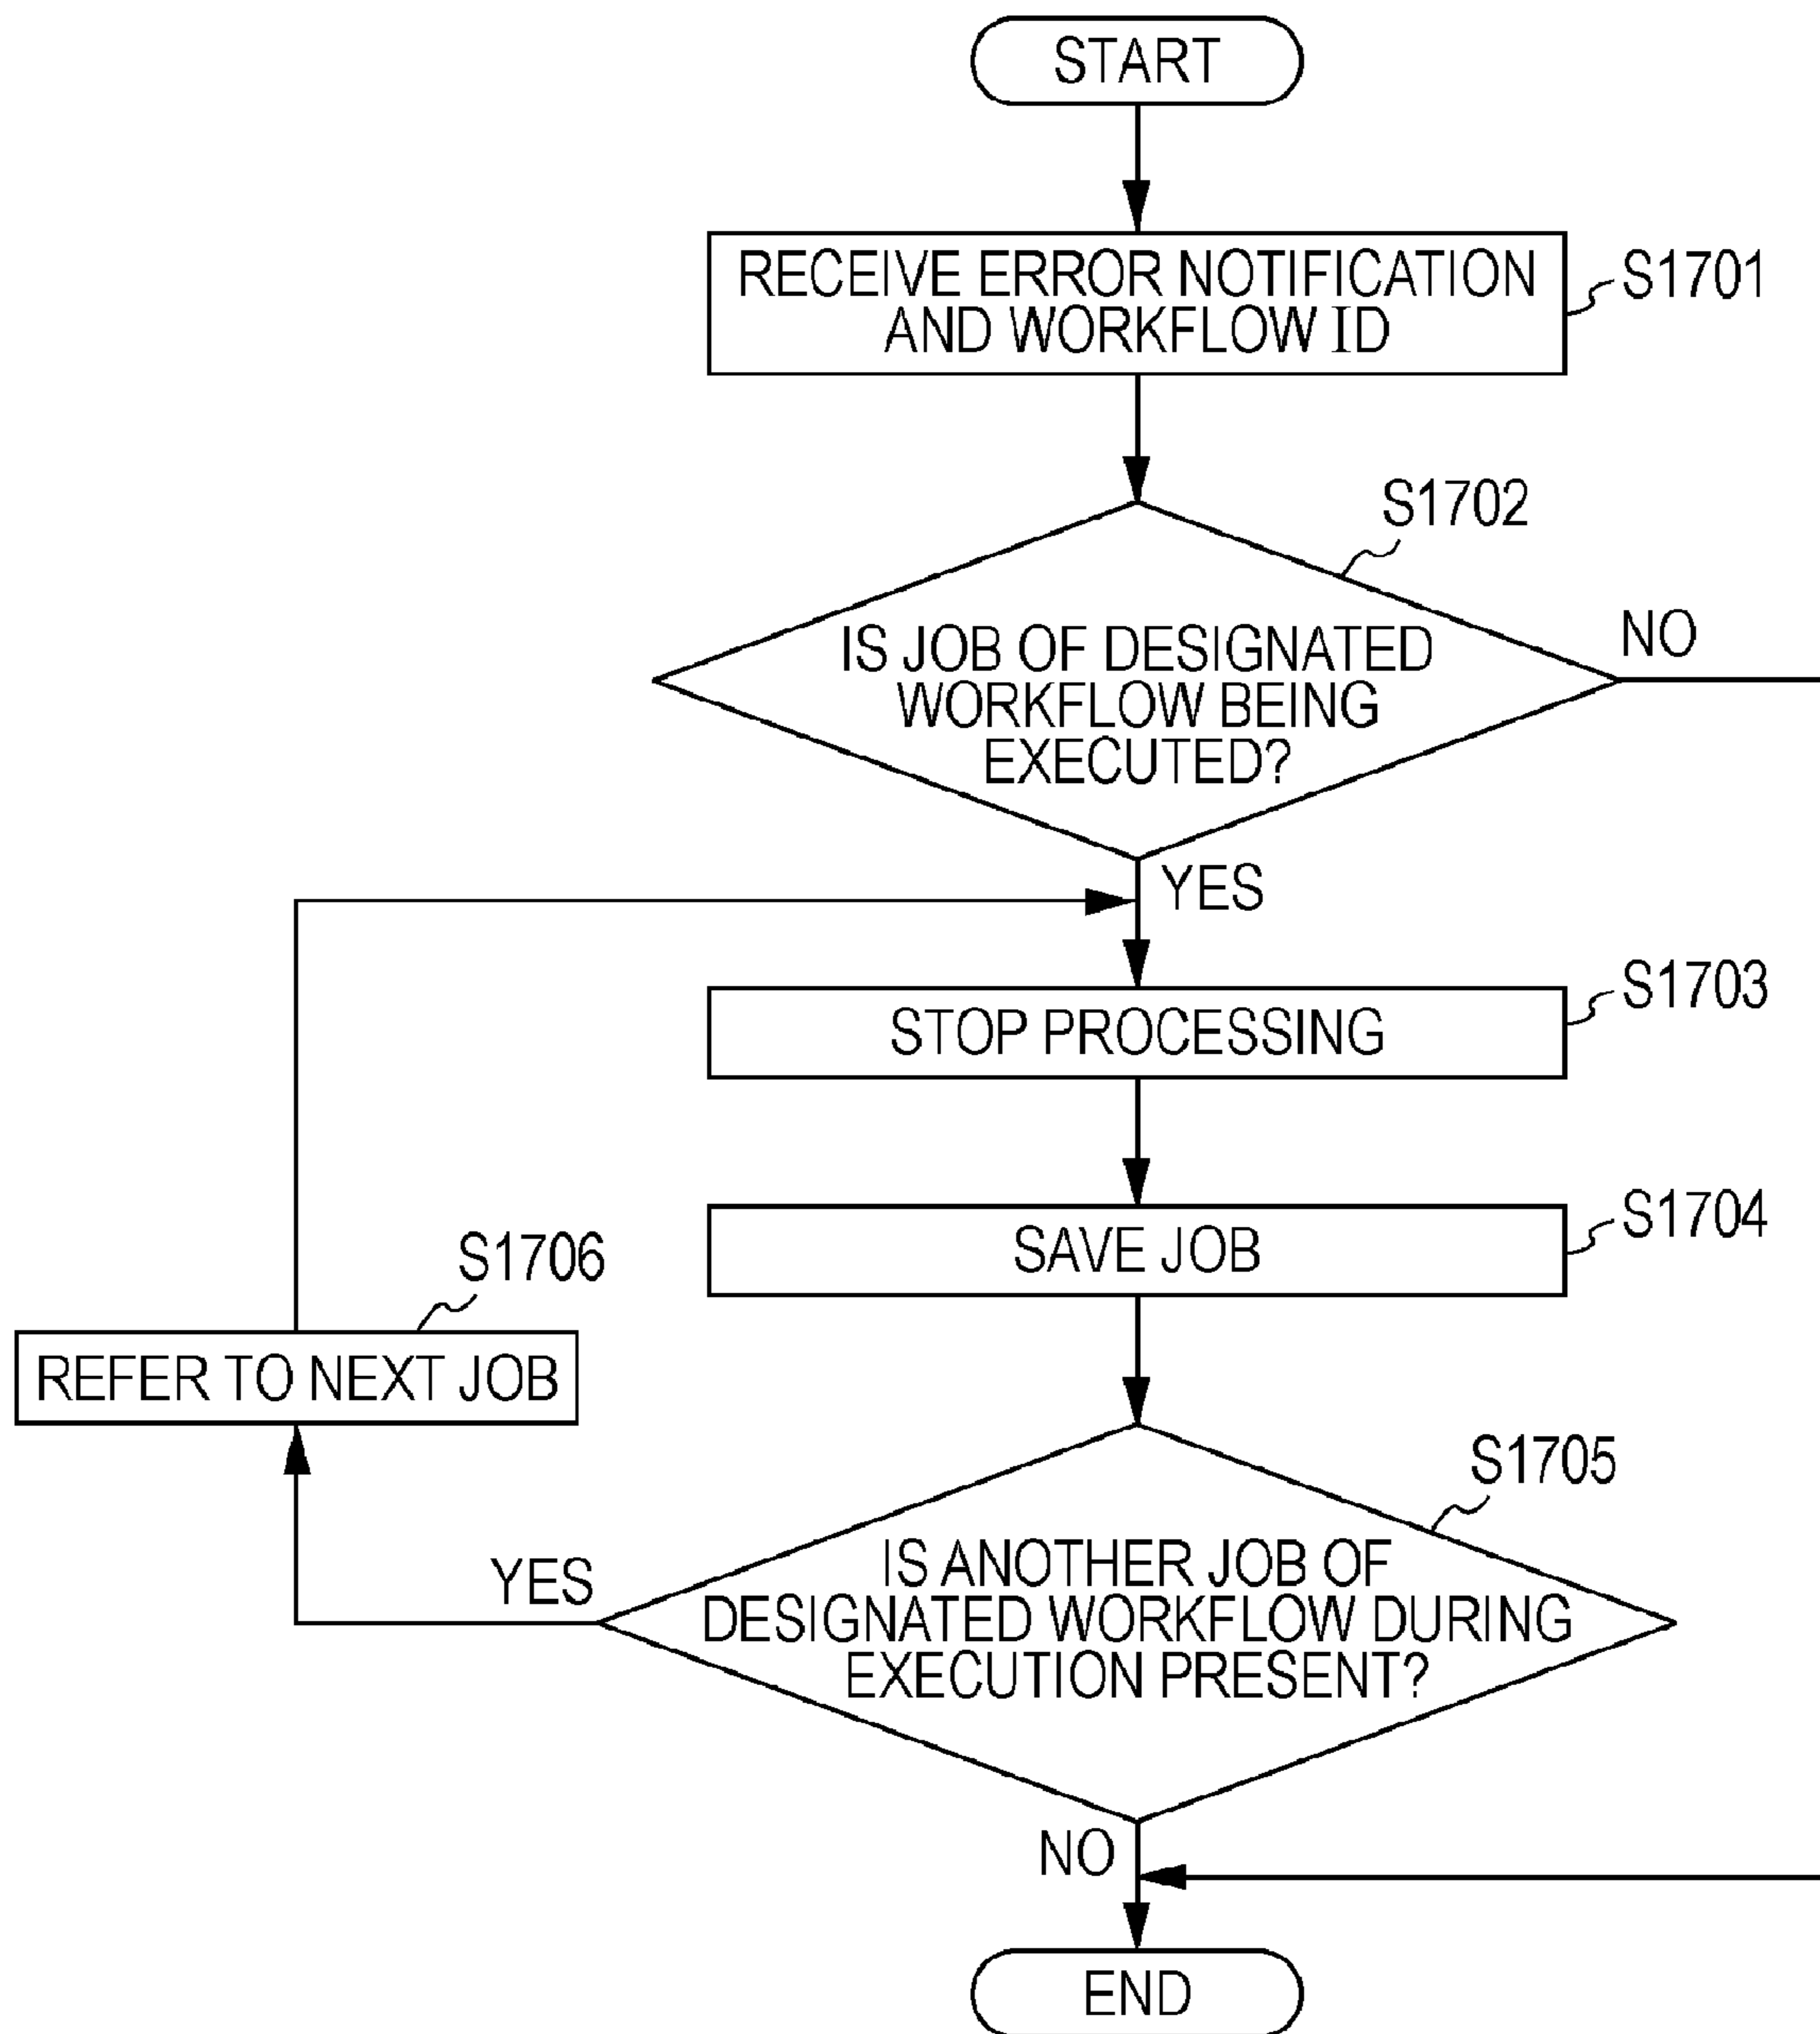 START
RECEIVE ERROR NOTIFICATION
AND WORKFLOW ID
S1701
S1702
IS JOB OF DESIGNATED
WORKFLOW BEING
EXECUTED?
NO
YES
STOP PROCESSING
S1703
SAVE JOB
S1704
S1706
REFER TO NEXT JOB
S1705
IS ANOTHER JOB OF
DESIGNATED WORKFLOW DURING
EXECUTION PRESENT?
YES
NO
END